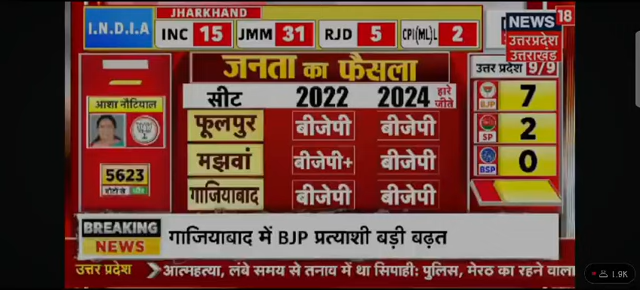 JHARKHAND
I.N.D.I.A INC 15 JMM 31 RJD 5 CPI(ML)L 2
NEWS 18
उत्तरप्रदेश
उत्तराखंड
जनता का फैसला
उत्तर प्रदेश 9/9
सीट 2022 2024 हारे जीते
फूलपुर बीजेपी बीजेपी
मझवां बीजेपी+ बीजेपी
गाजियाबाद बीजेपी बीजेपी
आशा नौटियाल
5623
वोटों से
BJP 7
SP 2
BSP 0
BREAKING NEWS
गाजियाबाद में BJP प्रत्याशी बड़ी बढ़त
उत्तर प्रदेश आत्महत्या, लंबे समय से तनाव में था सिपाही: पुलिस, मेरठ का रहने वाला
1.9K